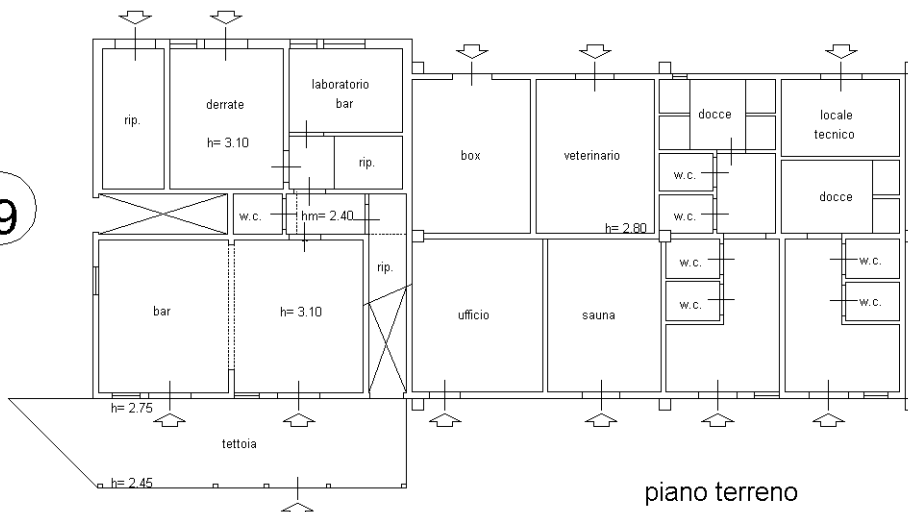 laboratorio
bar
derrate
rip.
h= 3.10
rip.
box
veterinario
docce
locale
tecnico
w.c.
docce
w.c.
9
w.c.
hm= 2.40
h= 2.80
rip.
w.c.
w.c.
w.c.
w.c.
bar
h= 3.10
ufficio
sauna
h= 2.75
tettoia
h= 2.45
piano terreno